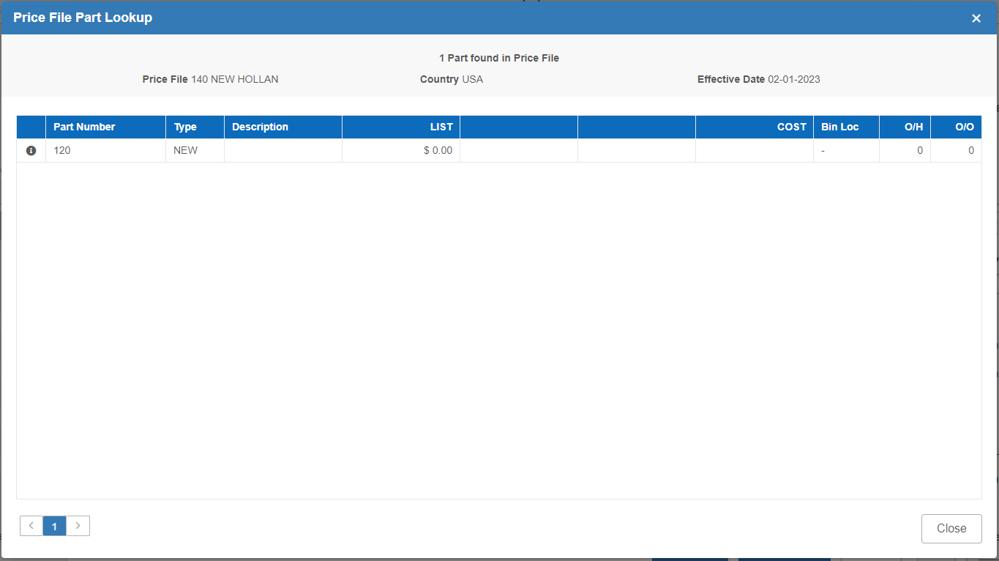 Price File Part Lookup ×
1 Part found in Price File
Price File 140 NEW HOLLAN Country USA Effective Date 02-01-2023
Part Number Type Description LIST COST Bin Loc O/H O/O
120 NEW $ 0.00 - 0 0
< 1 >
Close